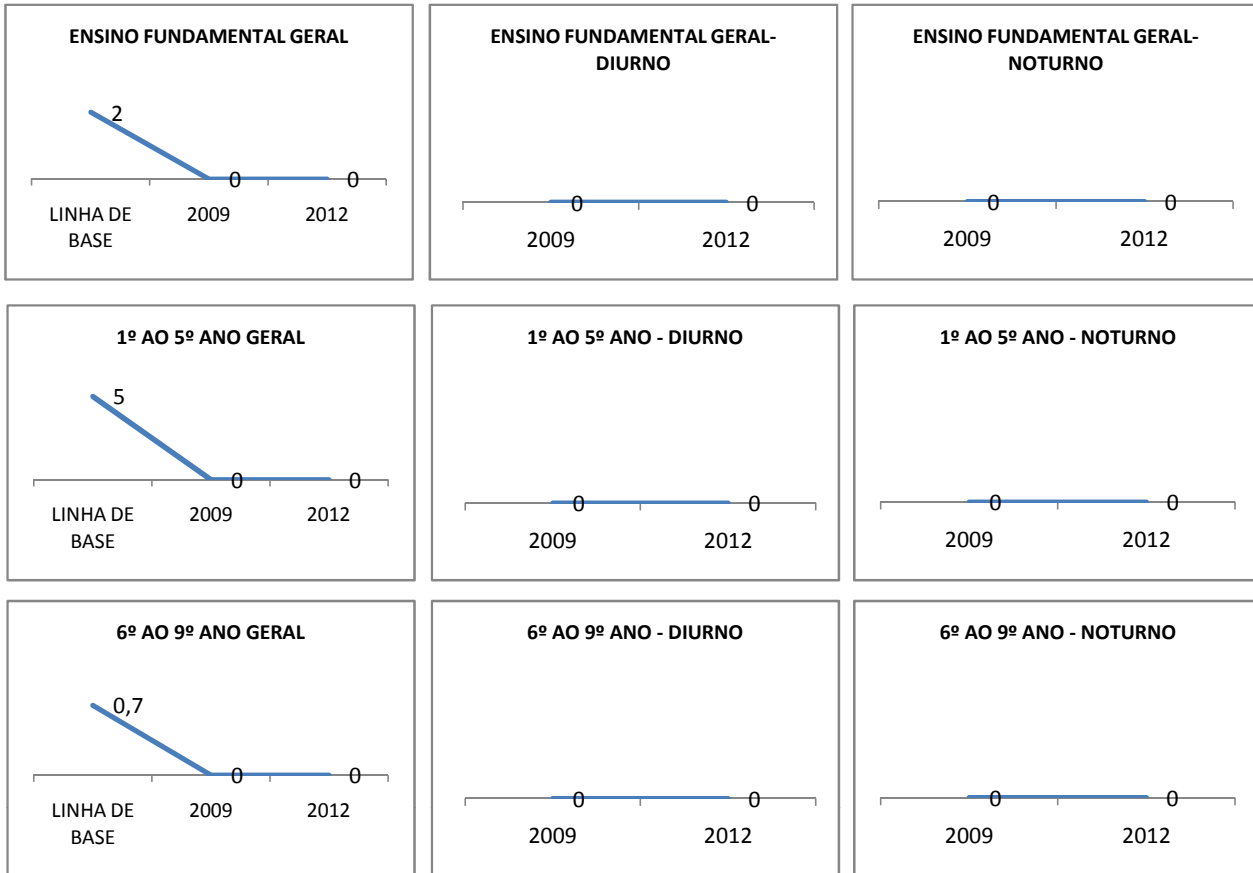 ENSINO FUNDAMENTAL GERAL
2
0
0
LINHA DE
BASE
2009
2012
ENSINO FUNDAMENTAL GERAL-
DIURNO
0
0
2009
2012
ENSINO FUNDAMENTAL GERAL-
NOTURNO
0
0
2009
2012
1º AO 5º ANO GERAL
5
0
0
LINHA DE
BASE
2009
2012
1º AO 5º ANO - DIURNO
0
0
2009
2012
1º AO 5º ANO - NOTURNO
0
0
2009
2012
6º AO 9º ANO GERAL
0,7
0
0
LINHA DE
BASE
2009
2012
6º AO 9º ANO - DIURNO
0
0
2009
2012
6º AO 9º ANO - NOTURNO
0
0
2009
2012